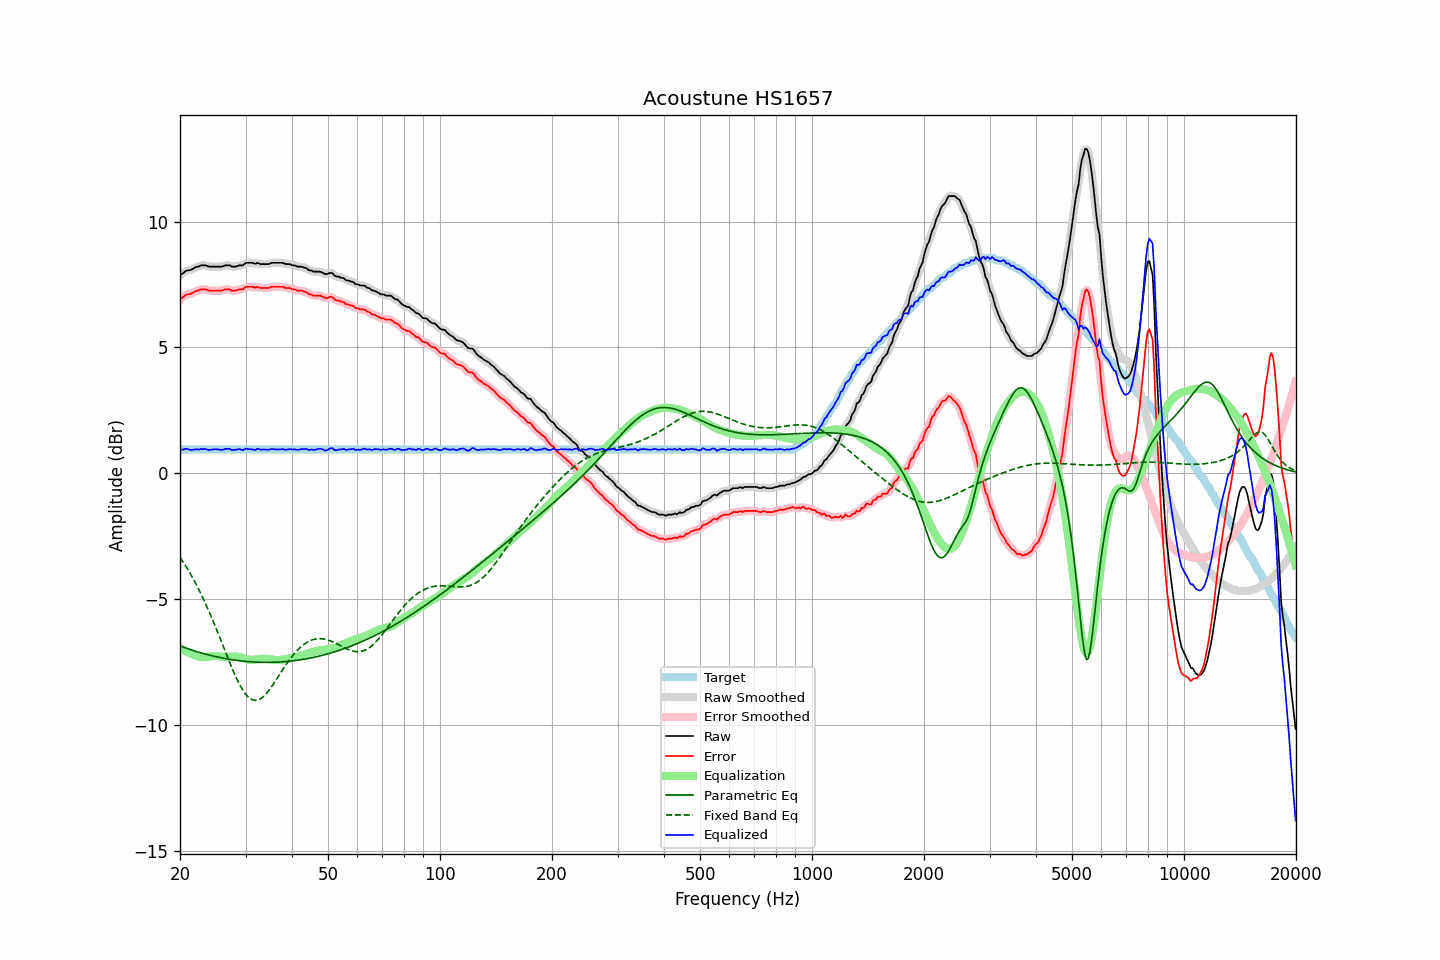 Acoustune HS1657
Amplitude (dBr)
10
5
0
−5
−10
−15
Target
Raw Smoothed
Error Smoothed
Raw
Error
Equalization
Parametric Eq
Fixed Band Eq
Equalized
20 50 100 200 500 1000 2000 5000 10000 20000
Frequency (Hz)